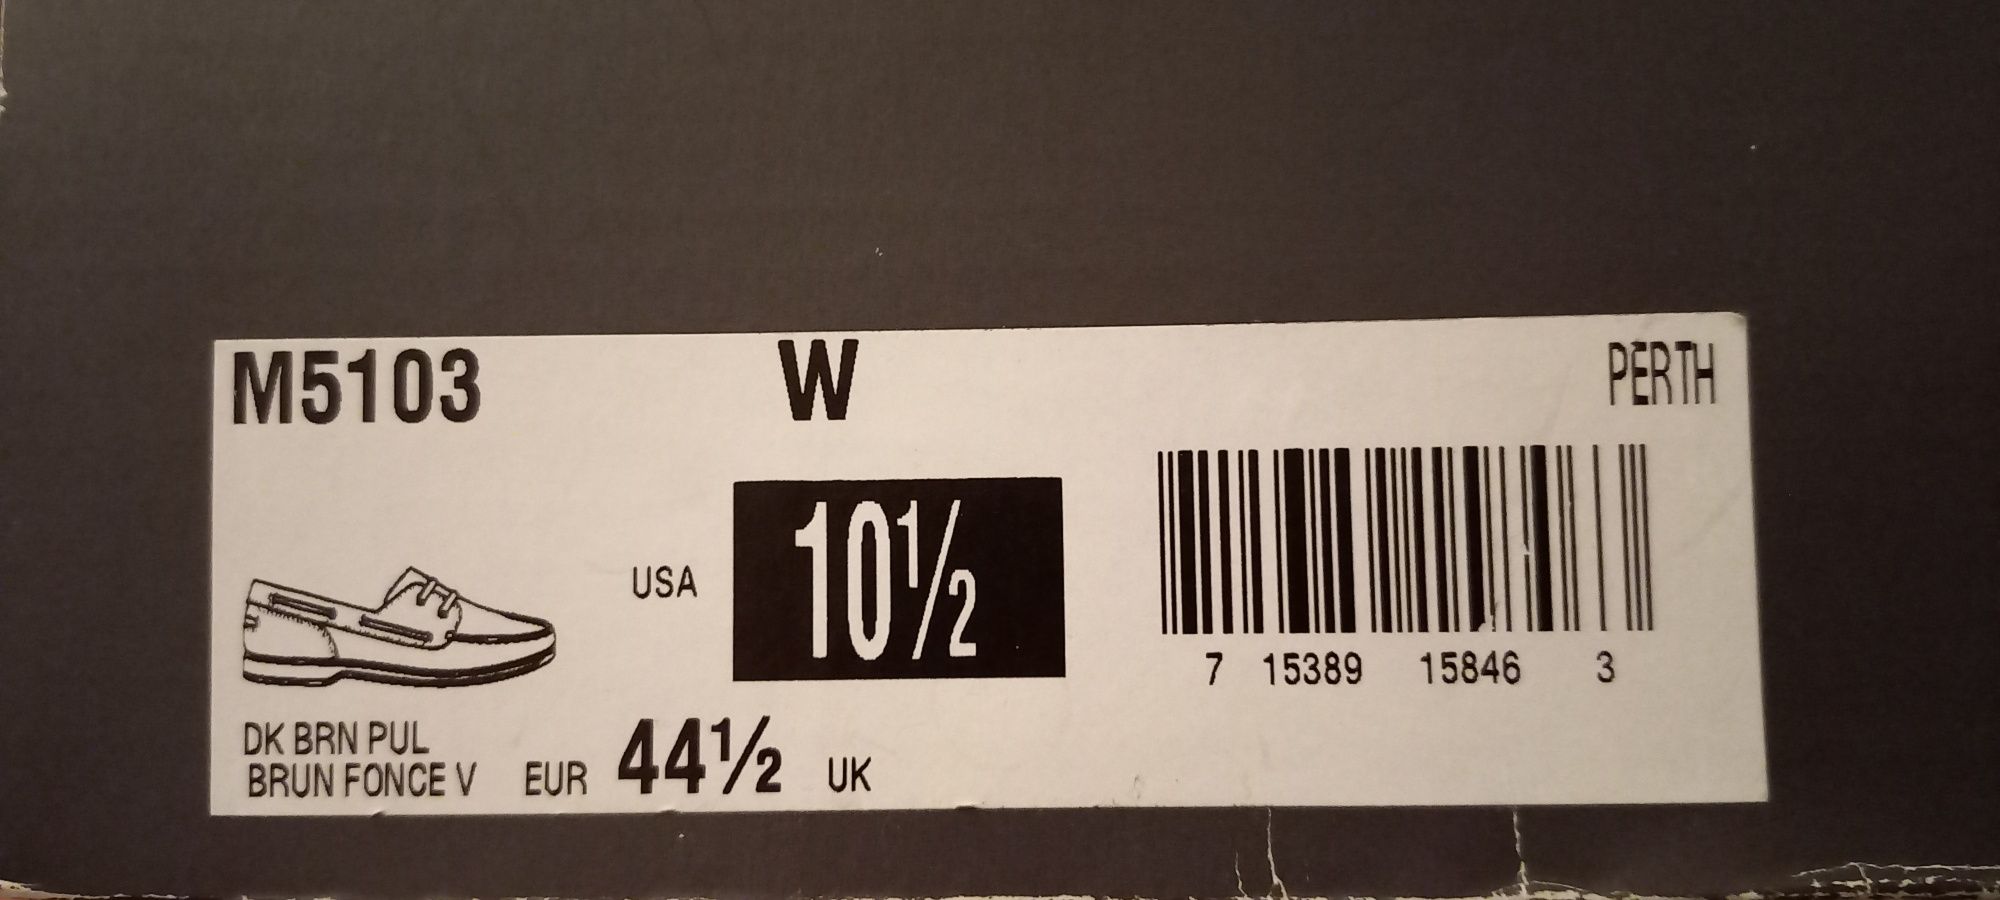 M5103 W PERTH
USA 10½
7 15389 15846 3
DK BRN PUL
BRUN FONCE V EUR 44½ UK